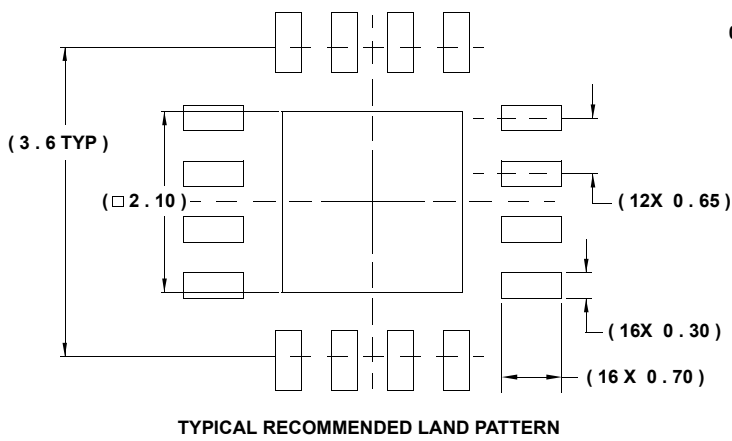 ( 3 . 6 TYP )
( □ 2 . 10 )
( 12X 0 . 65 )
( 16X 0 . 30 )
( 16 X 0 . 70 )
TYPICAL RECOMMENDED LAND PATTERN